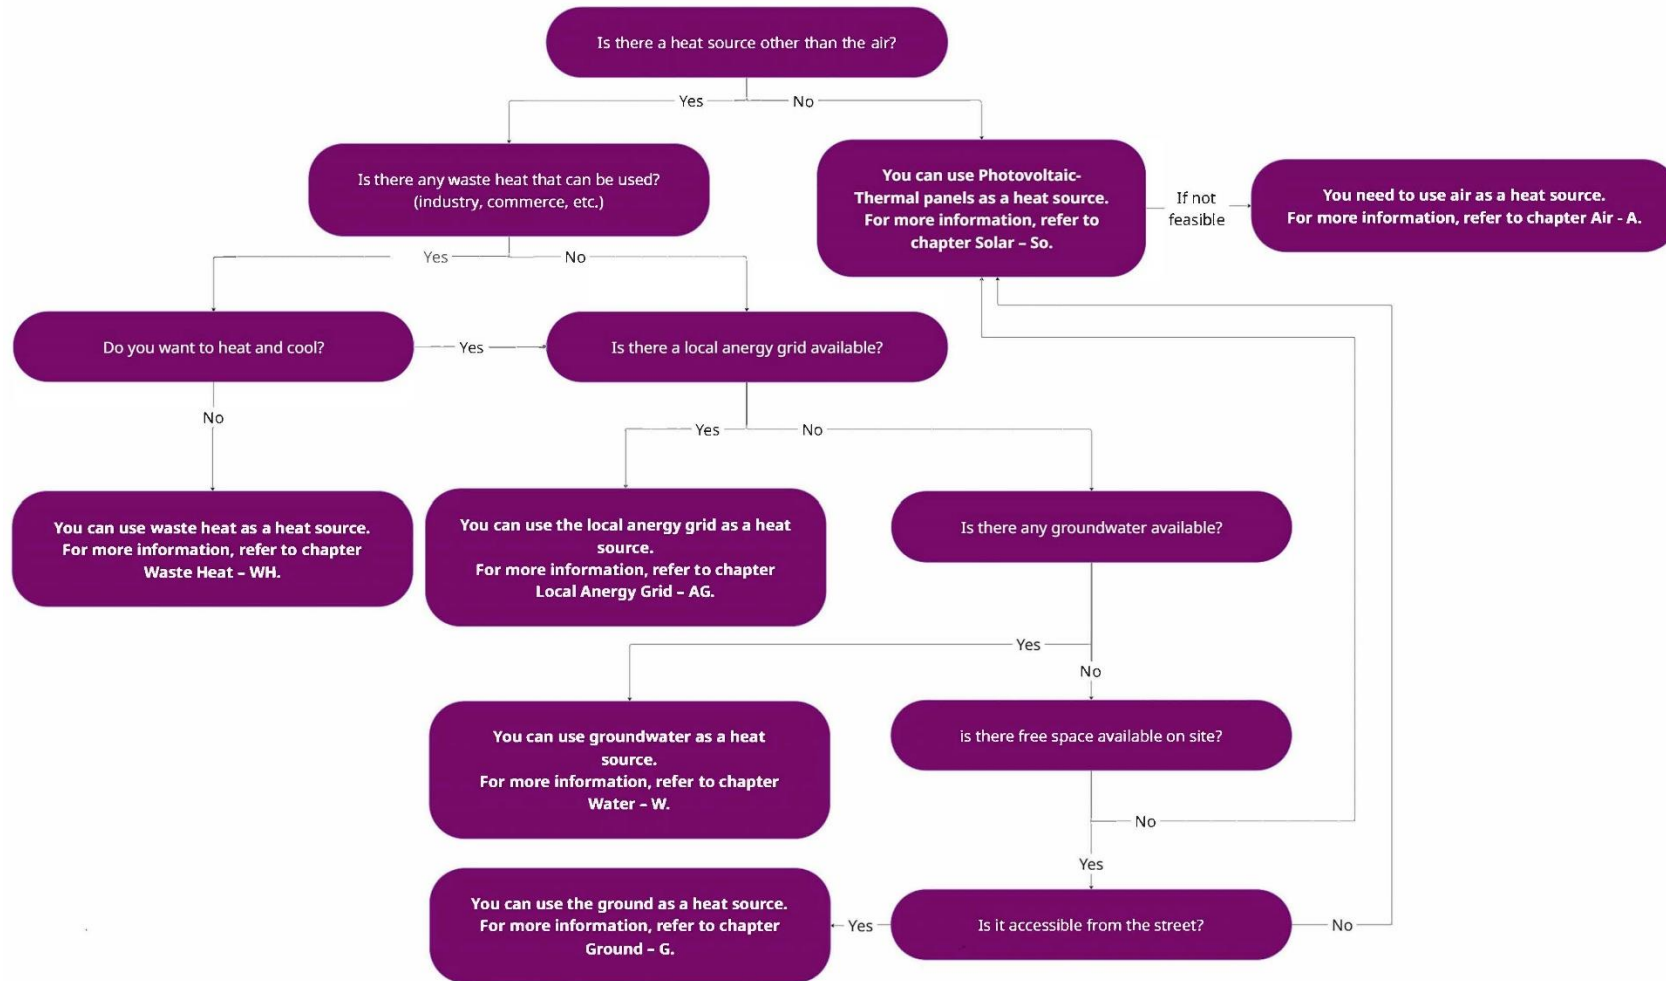 Is there a heat source other than the air?
Yes
No
Is there any waste heat that can be used?
(industry, commerce, etc.)
You can use Photovoltaic-
Thermal panels as a heat source.
For more information, refer to
chapter Solar – So.
If not
feasible
You need to use air as a heat source.
For more information, refer to chapter Air - A.
Yes
No
Do you want to heat and cool?
Yes
Is there a local anergy grid available?
No
Yes
No
You can use waste heat as a heat source.
For more information, refer to chapter
Waste Heat – WH.
You can use the local anergy grid as a heat
source.
For more information, refer to chapter
Local Anergy Grid – AG.
Is there any groundwater available?
Yes
No
You can use groundwater as a heat
source.
For more information, refer to chapter
Water – W.
is there free space available on site?
No
Yes
You can use the ground as a heat source.
For more information, refer to chapter
Ground – G.
Yes
Is it accessible from the street?
No